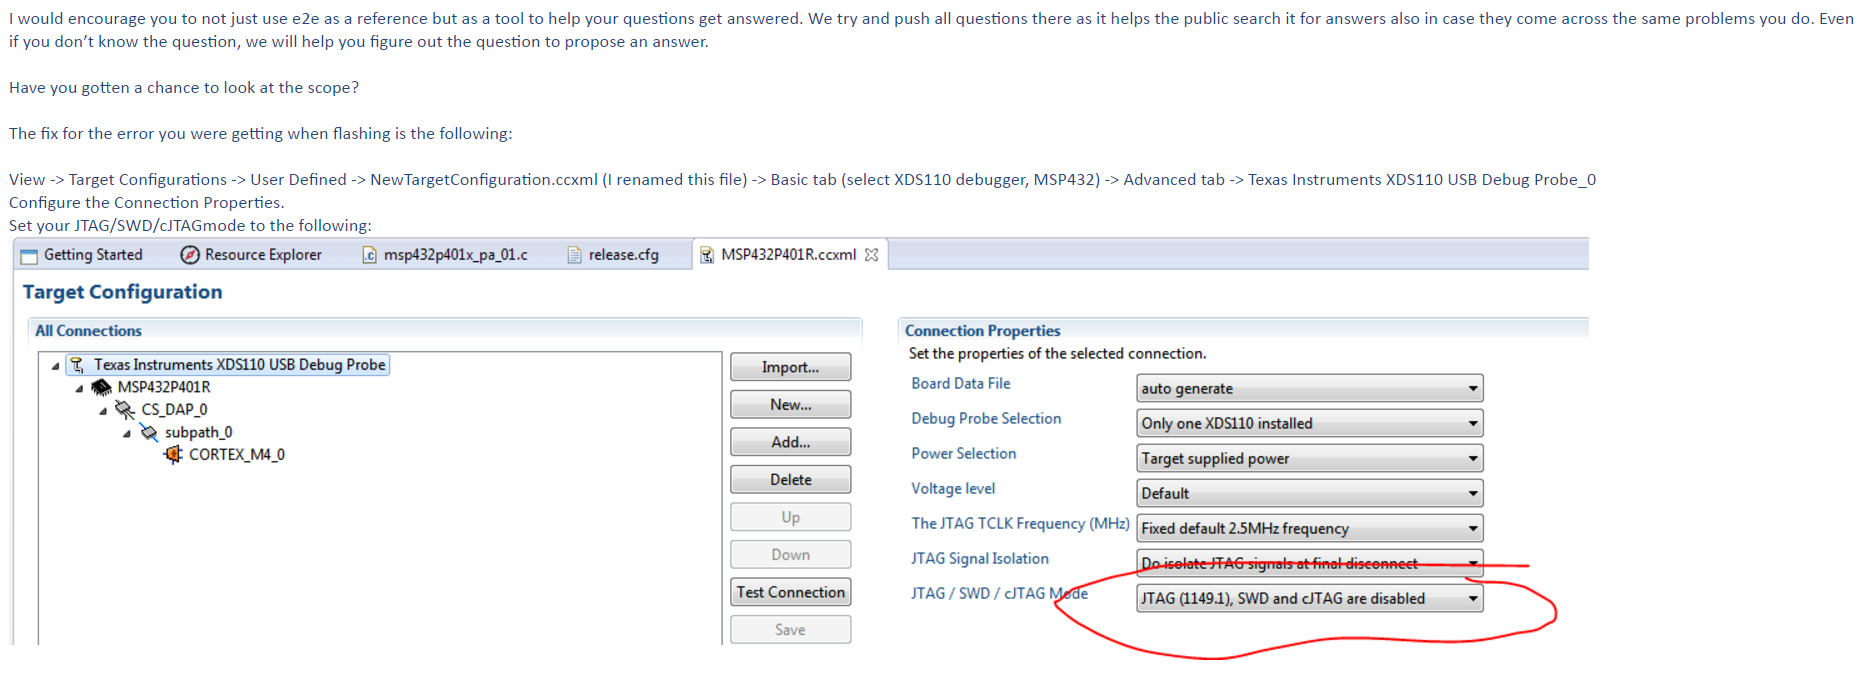 I would encourage you to not just use e2e as a reference but as a tool to help your questions get answered. We try and push all questions there as it helps the public search it for answers also in case they come across the same problems you do. Even
if you don’t know the question, we will help you figure out the question to propose an answer.
Have you gotten a chance to look at the scope?
The fix for the error you were getting when flashing is the following:
View -> Target Configurations -> User Defined -> NewTargetConfiguration.ccxml (I renamed this file) -> Basic tab (select XDS110 debugger, MSP432) -> Advanced tab -> Texas Instruments XDS110 USB Debug Probe_0
Configure the Connection Properties.
Set your JTAG/SWD/cJTAGmode to the following:
Getting Started Resource Explorer msp432p401x_pa_01.c release.cfg MSP432P401R.ccxml
Target Configuration
All Connections
Texas Instruments XDS110 USB Debug Probe
MSP432P401R
CS_DAP_0
subpath_0
CORTEX_M4_0
Import...
New...
Add...
Delete
Up
Down
Test Connection
Save
Connection Properties
Set the properties of the selected connection.
Board Data File auto generate
Debug Probe Selection Only one XDS110 installed
Power Selection Target supplied power
Voltage level Default
The JTAG TCLK Frequency (MHz) Fixed default 2.5MHz frequency
JTAG Signal Isolation Do isolate JTAG signals at final disconnect
JTAG / SWD / cJTAG Mode JTAG (1149.1), SWD and cJTAG are disabled